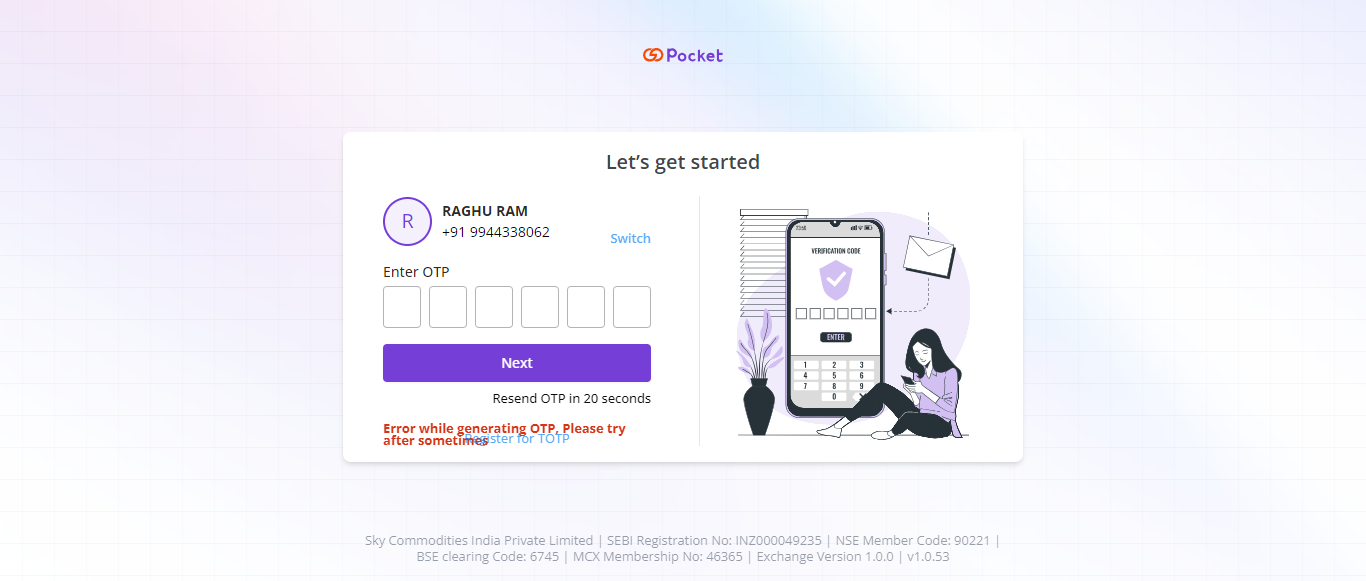 Pocket
Let's get started
R
RAGHU RAM
+91 9944338062
Switch
Enter OTP
Next
Resend OTP in 20 seconds
Error while generating OTP, Please try
after sometimes
Register for TOTP
VERIFICATION CODE
ENTER
1 2 3
4 5 6
7 8 9
0
Sky Commodities India Private Limited | SEBI Registration No: INZ000049235 | NSE Member Code: 90221 |
BSE clearing Code: 6745 | MCX Membership No: 46365 | Exchange Version 1.0.0 | v1.0.53